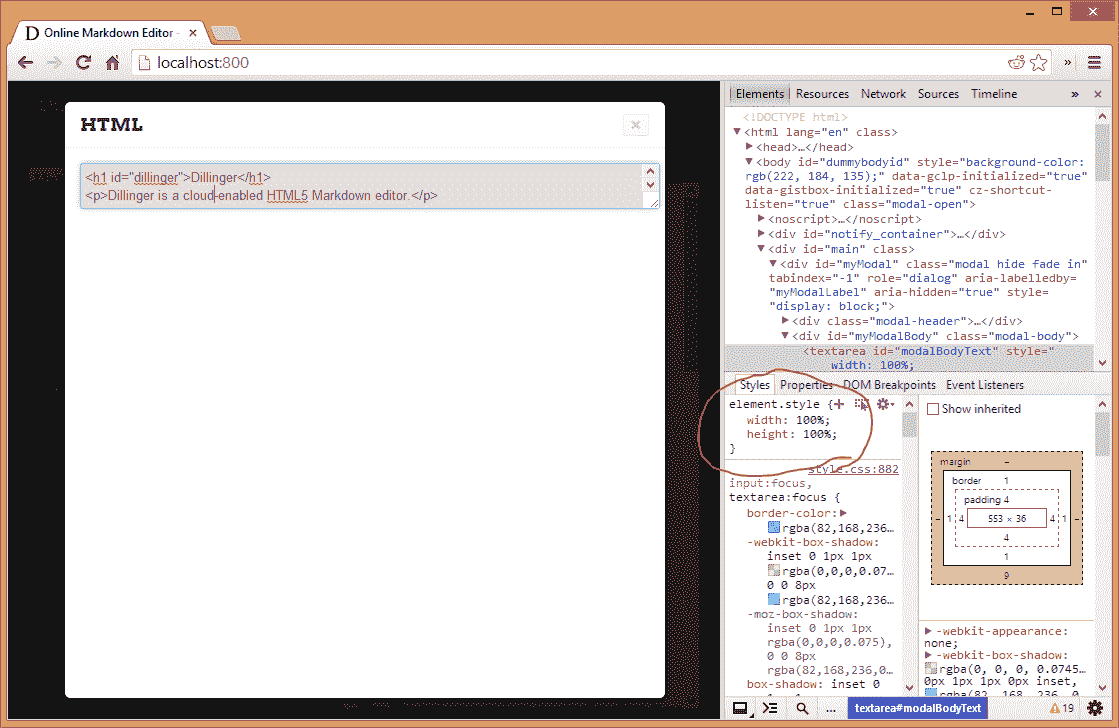 D Online Markdown Editor -
localhost:800
HTML
<h1 id="dillinger">Dillinger</h1>
<p>Dillinger is a cloud-enabled HTML5 Markdown editor.</p>
Elements Resources Network Sources Timeline »
<!DOCTYPE html>
<html lang="en" class>
<head>…</head>
<body id="dummybodyid" style="background-color:
rgb(222, 184, 135);" data-gclp-initialized="true"
data-gistbox-initialized="true" cz-shortcut-
listen="true" class="modal-open">
<noscript>…</noscript>
<div id="notify_container">…</div>
<div id="main" class>
<div id="myModal" class="modal hide fade in"
tabindex="-1" role="dialog" aria-labelledby=
"myModalLabel" aria-hidden="true" style=
"display: block;">
<div class="modal-header">…</div>
<div id="myModalBody" class="modal-body">
<textarea id="modalBodyText" style="
width: 100%;
Styles Properties DOM Breakpoints Event Listeners
element.style {
width: 100%;
height: 100%;
}
style.css:882
input:focus,
textarea:focus {
border-color:
rgba(82,168,236…
-webkit-box-shadow:
inset 0 1px 1px
rgba(0,0,0,0.07…
0 0 8px
rgba(82,168,236…
-moz-box-shadow:
inset 0 1px 1px
rgba(0,0,0,0.075),
0 0 8px
rgba(82,168,236,0…
box-shadow: inset 0
Show inherited
margin –
border 1
padding 4
– 1 4 553 × 36 4 1 –
4
1
9
-webkit-appearance:
none;
-webkit-box-shadow:
rgba(0, 0, 0, 0.0745…
0px 1px 1px 0px inset,
rgba(82, 168, 236, 0
... textarea#modalBodyText 19